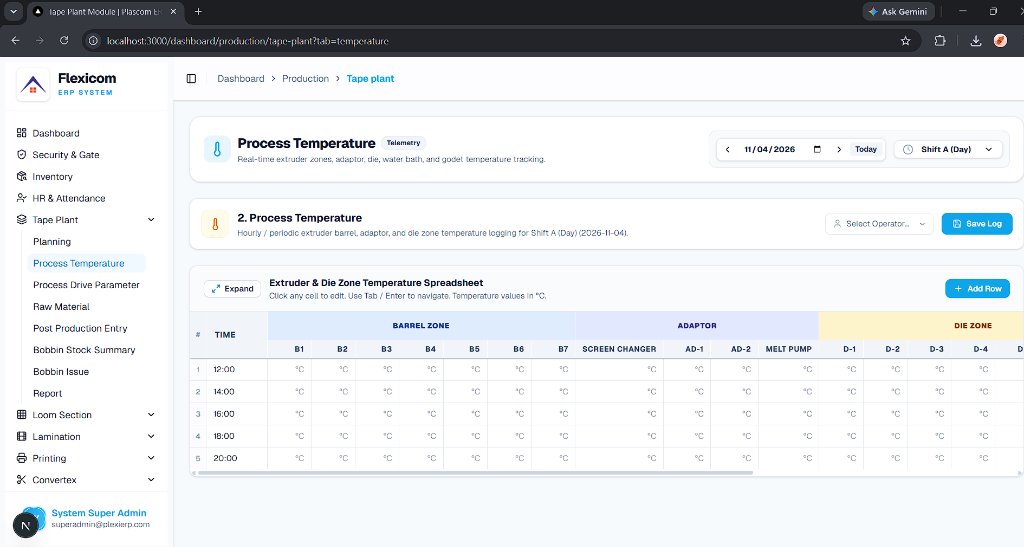 Tape Plant Module | Plascom ER
Ask Gemini
localhost:3000/dashboard/production/tape-plant?tab=temperature
Flexicom
ERP SYSTEM
Dashboard
Security & Gate
Inventory
HR & Attendance
Tape Plant
Planning
Process Temperature
Process Drive Parameter
Raw Material
Post Production Entry
Bobbin Stock Summary
Bobbin Issue
Report
Loom Section
Lamination
Printing
Convertex
N
System Super Admin
superadmin@plexierp.com
Dashboard > Production > Tape plant
Process Temperature Telemetry
Real-time extruder zones, adaptor, die, water bath, and godet temperature tracking.
11/04/2026 Today Shift A (Day)
2. Process Temperature
Hourly / periodic extruder barrel, adaptor, and die zone temperature logging for Shift A (Day) (2026-11-04).
Select Operator... Save Log
Expand
Extruder & Die Zone Temperature Spreadsheet
Click any cell to edit. Use Tab / Enter to navigate. Temperature values in °C.
+ Add Row
# TIME BARREL ZONE ADAPTOR DIE ZONE
B1 B2 B3 B4 B5 B6 B7 SCREEN CHANGER AD-1 AD-2 MELT PUMP D-1 D-2 D-3 D-4 D
1 12:00 °C °C °C °C °C °C °C °C °C °C °C °C °C °C °C
2 14:00 °C °C °C °C °C °C °C °C °C °C °C °C °C °C °C
3 16:00 °C °C °C °C °C °C °C °C °C °C °C °C °C °C °C
4 18:00 °C °C °C °C °C °C °C °C °C °C °C °C °C °C °C
5 20:00 °C °C °C °C °C °C °C °C °C °C °C °C °C °C °C